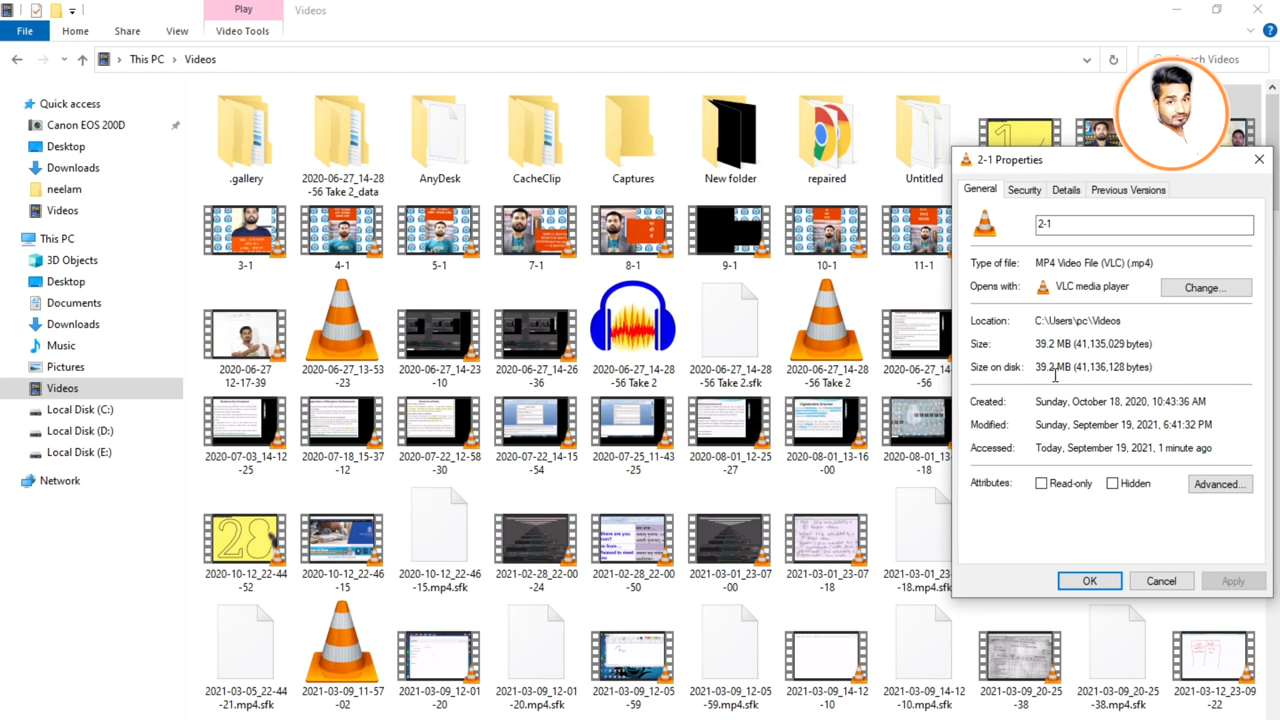 Play
Videos
File
Home
Share
View
Video Tools
This PC
Videos
Search Videos
Quick access
Canon EOS 200D
Desktop
Downloads
neelam
Videos
This PC
3D Objects
Desktop
Documents
Downloads
Music
Pictures
Videos
Local Disk (C:)
Local Disk (D:)
Local Disk (E:)
Network
.gallery
2020-06-27_14-28
-56 Take 2_data
AnyDesk
CacheClip
Captures
New folder
repaired
Untitled
3-1
4-1
5-1
7-1
8-1
9-1
10-1
11-1
2020-06-27
12-17-39
2020-06-27_13-53
-23
2020-06-27_14-23
-10
2020-06-27_14-26
-36
2020-06-27_14-28
-56 Take 2
2020-06-27_14-28
-56 Take 2.sfk
2020-06-27_14-28
-56 Take 2
2020-06-27_14-28
-56
2020-07-03_14-12
-25
2020-07-18_15-37
-12
2020-07-22_12-58
-30
2020-07-22_14-15
-54
2020-07-25_11-43
-25
2020-08-01_12-25
-27
2020-08-01_13-16
-00
2020-08-01_13
-18
2020-10-12_22-44
-52
2020-10-12_22-46
-15
2020-10-12_22-46
-15.mp4.sfk
2021-02-28_22-00
-24
2021-02-28_22-00
-50
2021-03-01_23-07
-00
2021-03-01_23-07
-18
2021-03-01_23
-18.mp4.sfk
2021-03-05_22-44
-21.mp4.sfk
2021-03-09_11-57
-02
2021-03-09_12-01
-20
2021-03-09_12-01
-20.mp4.sfk
2021-03-09_12-05
-59
2021-03-09_12-05
-59.mp4.sfk
2021-03-09_14-12
-10
2021-03-09_14-12
-10.mp4.sfk
2021-03-09_20-25
-38
2021-03-09_20-25
-38.mp4.sfk
2021-03-12_23-09
-22
2-1 Properties
General
Security
Details
Previous Versions
2-1
Type of file: MP4 Video File (VLC) (.mp4)
Opens with: VLC media player
Change...
Location: C:\Users\pc\Videos
Size: 39.2 MB (41,135,029 bytes)
Size on disk: 39.2 MB (41,136,128 bytes)
Created: Sunday, October 18, 2020, 10:43:36 AM
Modified: Sunday, September 19, 2021, 6:41:32 PM
Accessed: Today, September 19, 2021, 1 minute ago
Attributes: Read-only Hidden
Advanced...
OK
Cancel
Apply